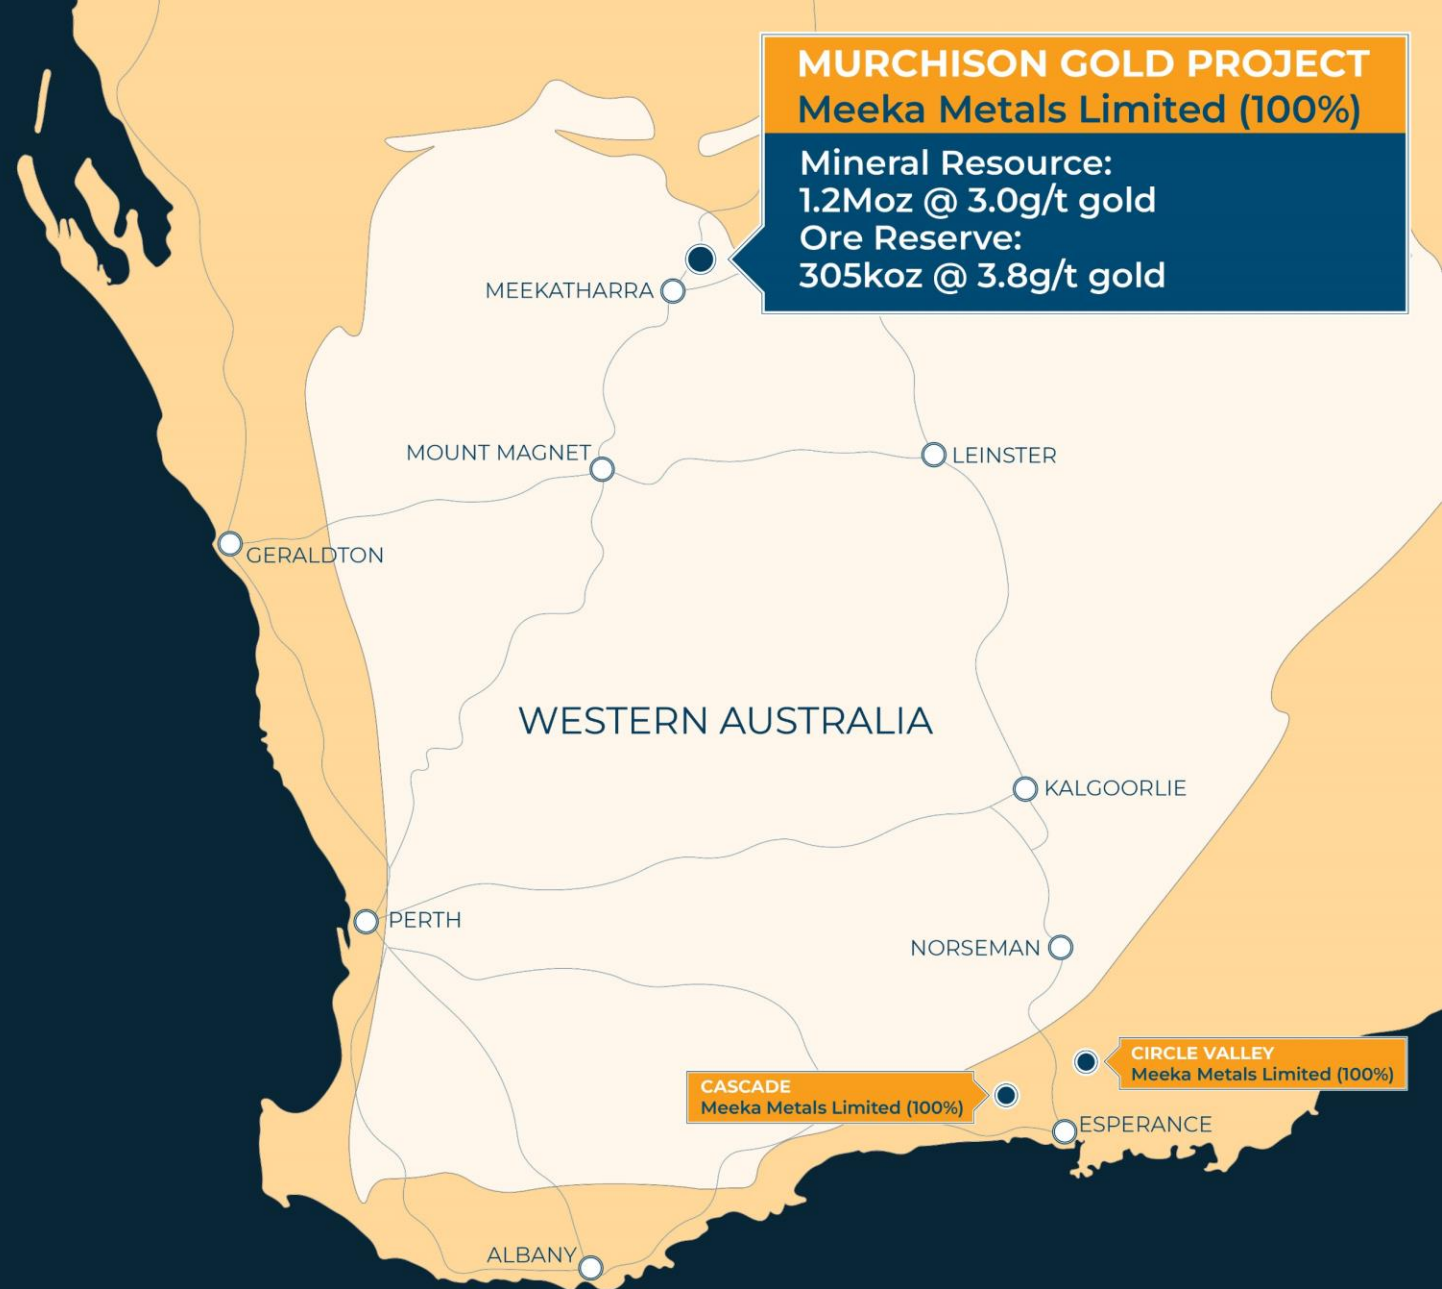 MURCHISON GOLD PROJECT
Meeka Metals Limited (100%)
Mineral Resource:
1.2Moz @ 3.0g/t gold
Ore Reserve:
305koz @ 3.8g/t gold
MEEKATHARRA
MOUNT MAGNET
LEINSTER
GERALDTON
WESTERN AUSTRALIA
KALGOORLIE
PERTH
NORSEMAN
CIRCLE VALLEY
Meeka Metals Limited (100%)
CASCADE
Meeka Metals Limited (100%)
ESPERANCE
ALBANY